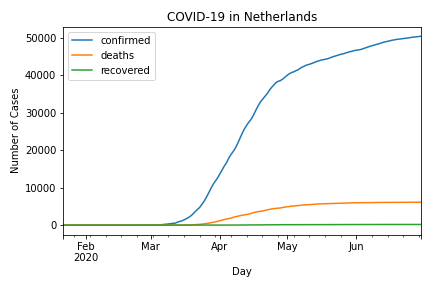 COVID-19 in Netherlands
confirmed
deaths
recovered
Number of Cases
50000
40000
30000
20000
10000
0
Feb
2020
Mar
Apr
May
Jun
Day